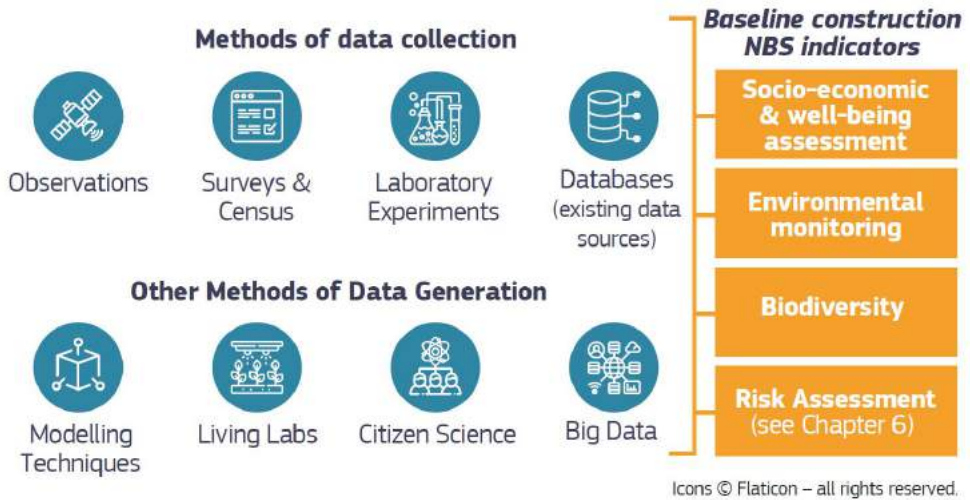 Methods of data collection
Observations
Surveys &
Census
Laboratory
Experiments
Databases
(existing data
sources)
Other Methods of Data Generation
Modelling
Techniques
Living Labs
Citizen Science
Big Data
Baseline construction
NBS indicators
Socio-economic
& well-being
assessment
Environmental
monitoring
Biodiversity
Risk Assessment
(see Chapter 6)
Icons © Flaticon – all rights reserved.